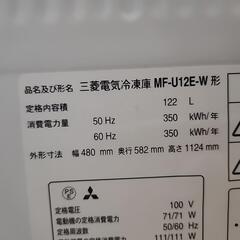 品名及び形名 三菱電気冷凍庫 MF-U12E-W 形
定格内容積 122 L
消費電力量 50 Hz 350 kWh/年
60 Hz 350 kWh/年
外形寸法 幅 480 mm 奥行 582 mm 高さ 1124 mm
PS E
定格電圧 100 V
電動機の定格消費電力 71/71 W
定格周波数 50/60 Hz
111/111 W